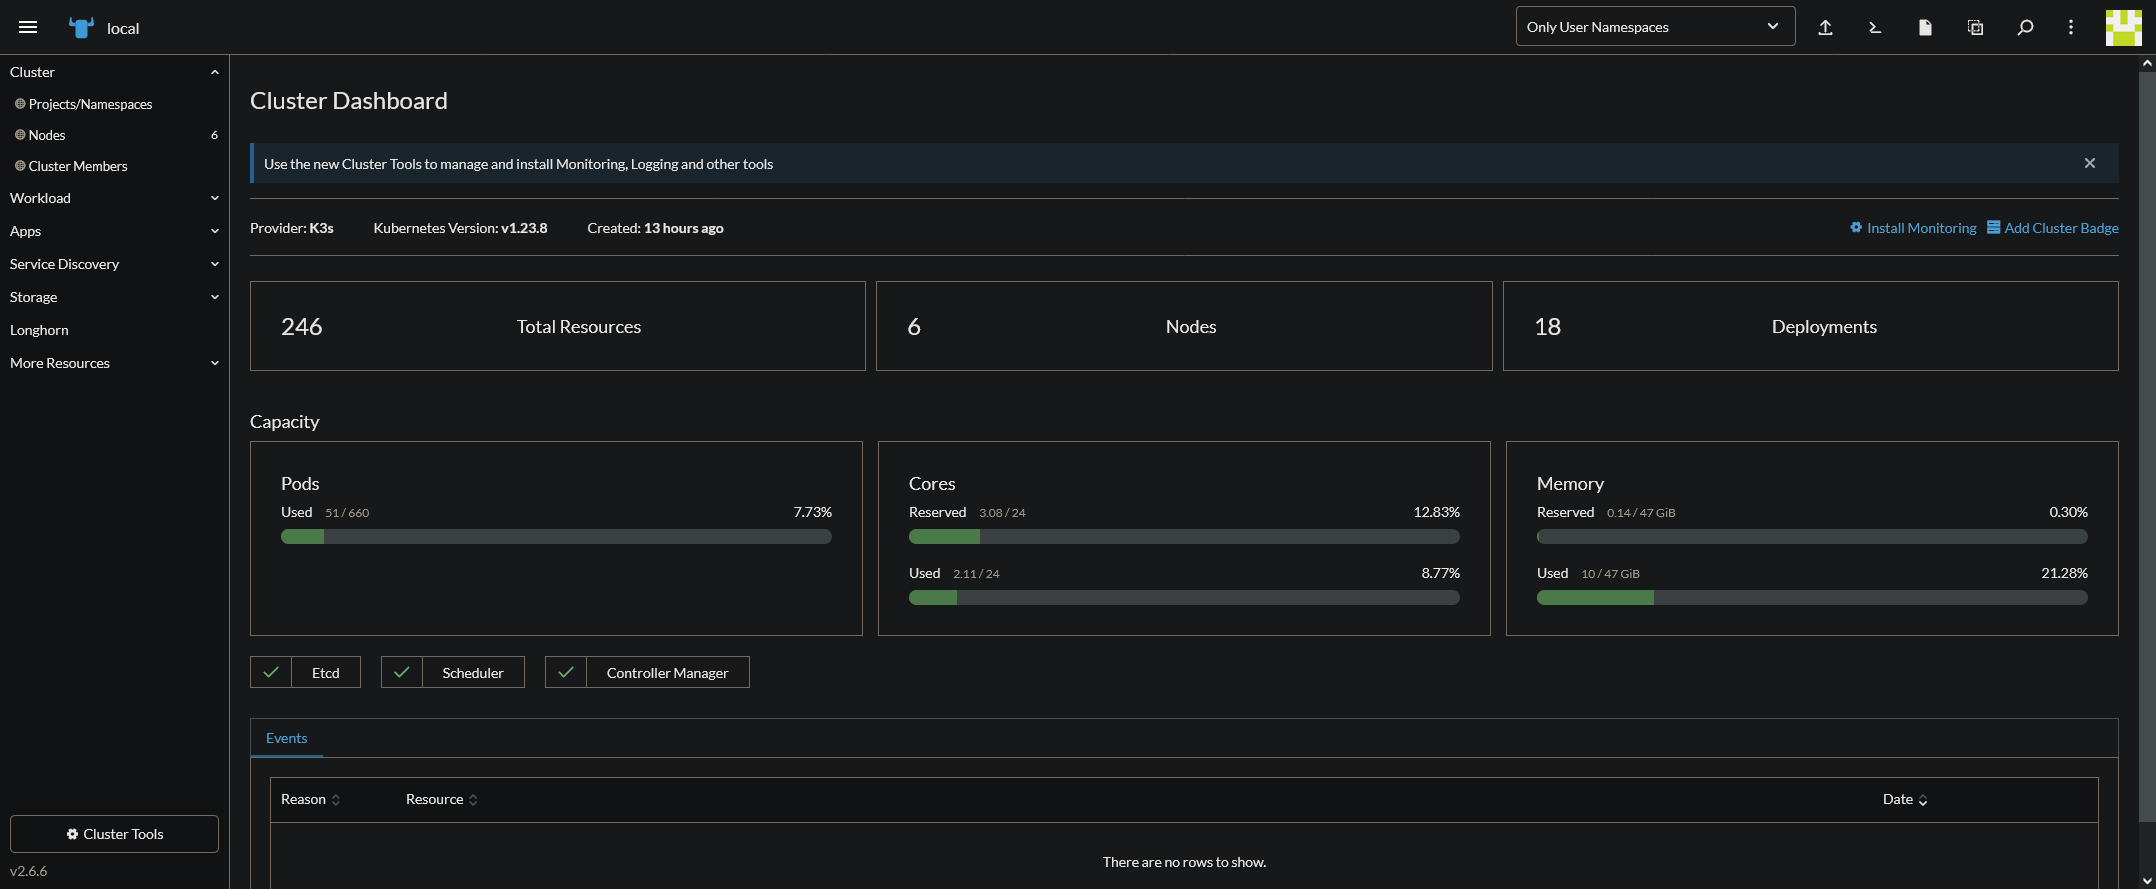 local
Only User Namespaces
Cluster
Projects/Namespaces
Nodes 6
Cluster Members
Workload
Apps
Service Discovery
Storage
Longhorn
More Resources
Cluster Tools
v2.6.6
Cluster Dashboard
Use the new Cluster Tools to manage and install Monitoring, Logging and other tools
Provider: K3s Kubernetes Version: v1.23.8 Created: 13 hours ago Install Monitoring Add Cluster Badge
246 Total Resources
6 Nodes
18 Deployments
Capacity
Pods
Used 51 / 660 7.73%
Cores
Reserved 3.08 / 24 12.83%
Used 2.11 / 24 8.77%
Memory
Reserved 0.14 / 47 GiB 0.30%
Used 10 / 47 GiB 21.28%
Etcd Scheduler Controller Manager
Events
Reason Resource Date
There are no rows to show.